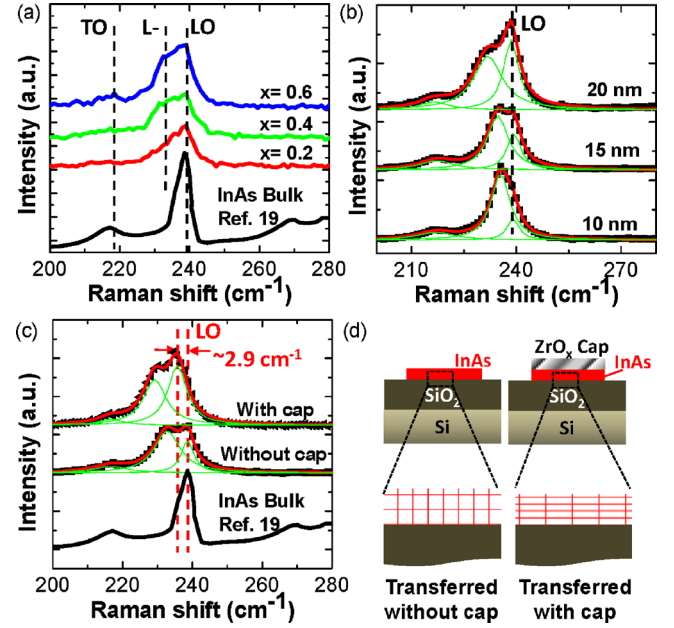 (a)
TO
L-
LO
x= 0.6
x= 0.4
x= 0.2
InAs Bulk
Ref. 19
Intensity (a.u.)
200 220 240 260 280
Raman shift (cm⁻¹)
(b)
LO
20 nm
15 nm
10 nm
Intensity (a.u.)
210 240 270
Raman shift (cm⁻¹)
(c)
LO
~2.9 cm⁻¹
With cap
Without cap
InAs Bulk
Ref. 19
Intensity (a.u.)
200 220 240 260 280
Raman shift (cm⁻¹)
(d)
InAs
SiO₂
Si
ZrOₓ Cap
InAs
SiO₂
Si
Transferred
without cap
Transferred
with cap